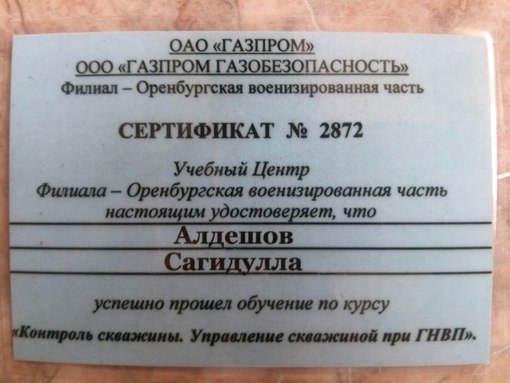 ОАО «ГАЗПРОМ»
ООО «ГАЗПРОМ ГАЗОБЕЗОПАСНОСТЬ»
Филиал – Оренбургская военизированная часть
СЕРТИФИКАТ № 2872
Учебный Центр
Филиала – Оренбургская военизированная часть
настоящим удостоверяет, что
Алдешов
Сагидулла
успешно прошел обучение по курсу
«Контроль скважины. Управление скважиной при ГНВП».